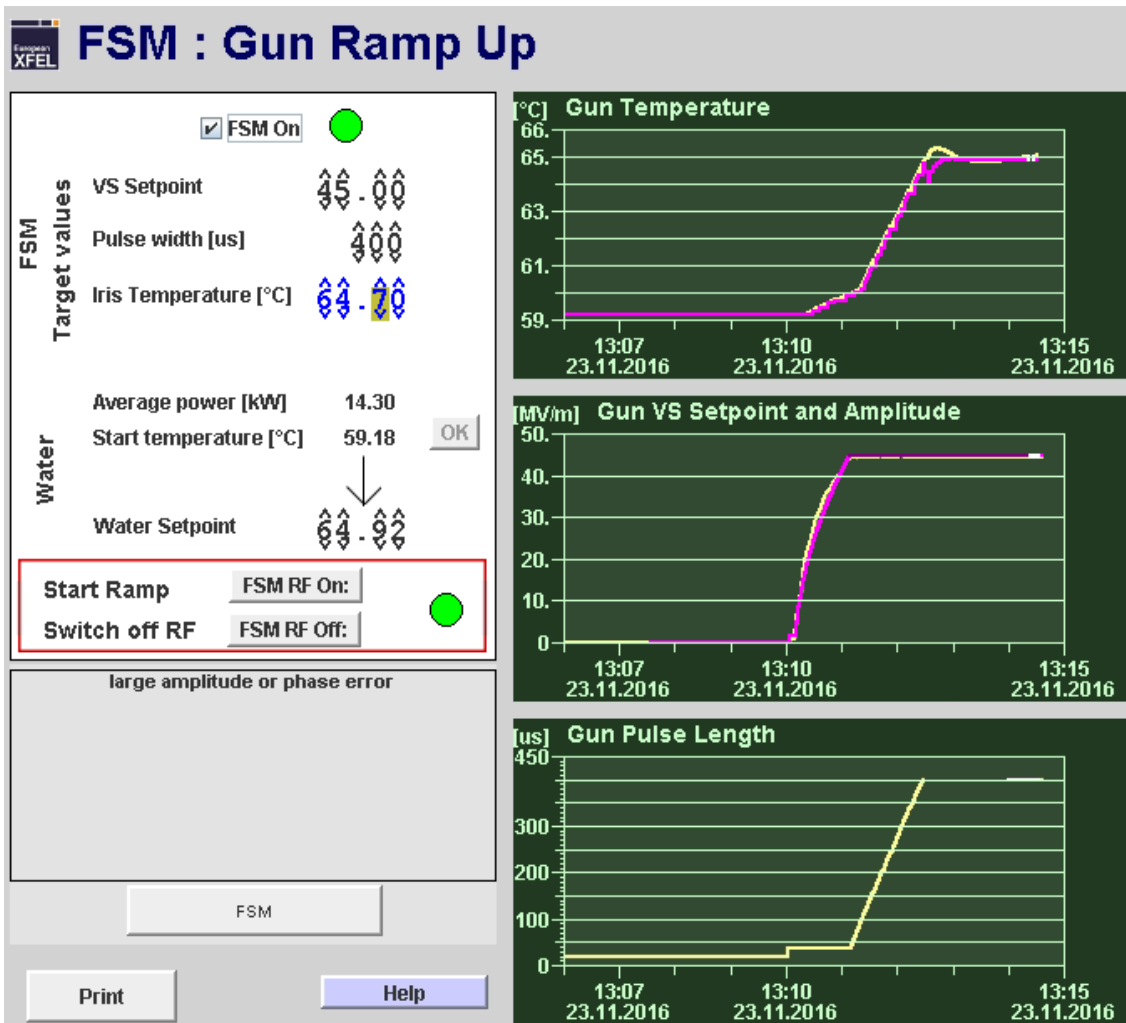 European
XFEL
FSM : Gun Ramp Up
FSM On
FSM
Target values
VS Setpoint 45.00
Pulse width [us] 400
Iris Temperature [°C] 64.70
Water
Average power [kW] 14.30
Start temperature [°C] 59.18 OK
Water Setpoint 64.92
Start Ramp FSM RF On:
Switch off RF FSM RF Off:
large amplitude or phase error
FSM
Print Help
[°C] Gun Temperature
66.
65.
63.
61.
59.
13:07 13:10 13:15
23.11.2016 23.11.2016 23.11.2016
[MV/m] Gun VS Setpoint and Amplitude
50.
40.
30.
20.
10.
0
13:07 13:10 13:15
23.11.2016 23.11.2016 23.11.2016
[us] Gun Pulse Length
450
300
200
100
0
13:07 13:10 13:15
23.11.2016 23.11.2016 23.11.2016